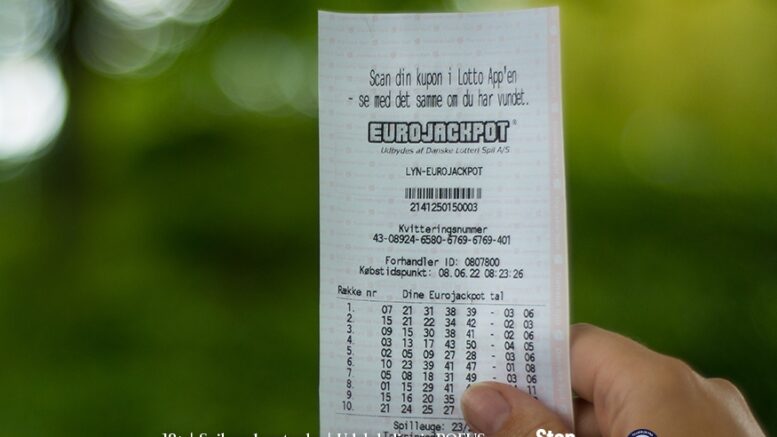 Scan din kupon i Lotto App'en
- se med det samme om du har vundet.
EUROJACKPOT®
Udbydes af Danske Lotteri Spil A/S
LYN-EUROJACKPOT
2141250150003
Kvitteringsnummer
43-08924-6580-6769-6769-401
Forhandler ID: 0807800
Købstidspunkt: 08.06.22 08:23:26
Række nr Dine Eurojackpot tal
1. 07 21 31 38 39 - 03 06
2. 15 21 22 34 42 - 02 03
3. 09 15 30 38 41 - 02 06
4. 03 13 17 43 50 - 04 05
5. 02 05 09 27 28 - 03 06
6. 10 23 39 41 47 - 01 08
7. 05 08 18 31 49 - 03 06
8. 01 15 29 41 11
9. 15 16 20 35
10. 21 24 25 27
Spilleuge: 23/
18+
Stop